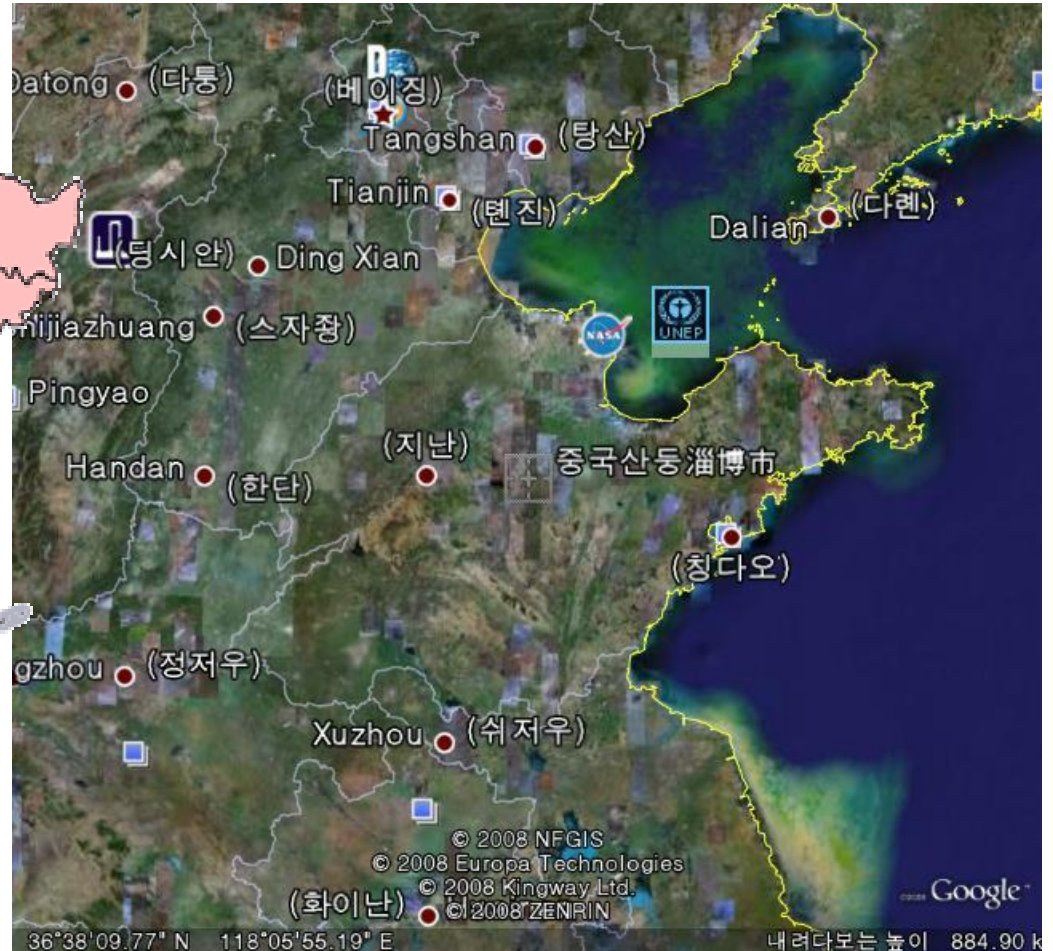 Datong (다퉁)
(베이징)
Tangshan (탕산)
Tianjin (톈진)
Dalian (다롄)
(딩시안) Ding Xian
UNEP
NASA
hijiazhuang (스자좡)
Pingyao
(지난)
중국산둥淄博市
Handan (한단)
(칭다오)
gzhou (정저우)
Xuzhou (쉬저우)
© 2008 NFGIS
© 2008 Europa Technologies
© 2008 Kingway Ltd.
(화이난) © 2008 ZENRIN
Google
36°38'09.77" N 118°05'55.19" E 내려다보는 높이 884.90 k